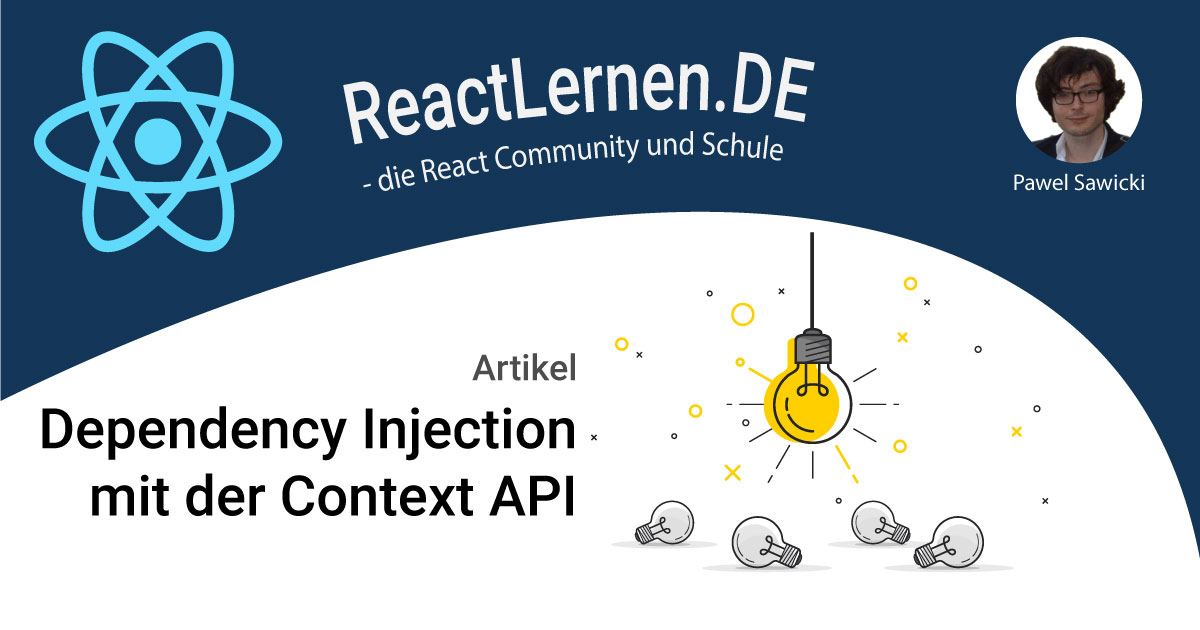 ReactLernen.DE
- die React Community und Schule
Pawel Sawicki
Artikel
Dependency Injection
mit der Context API